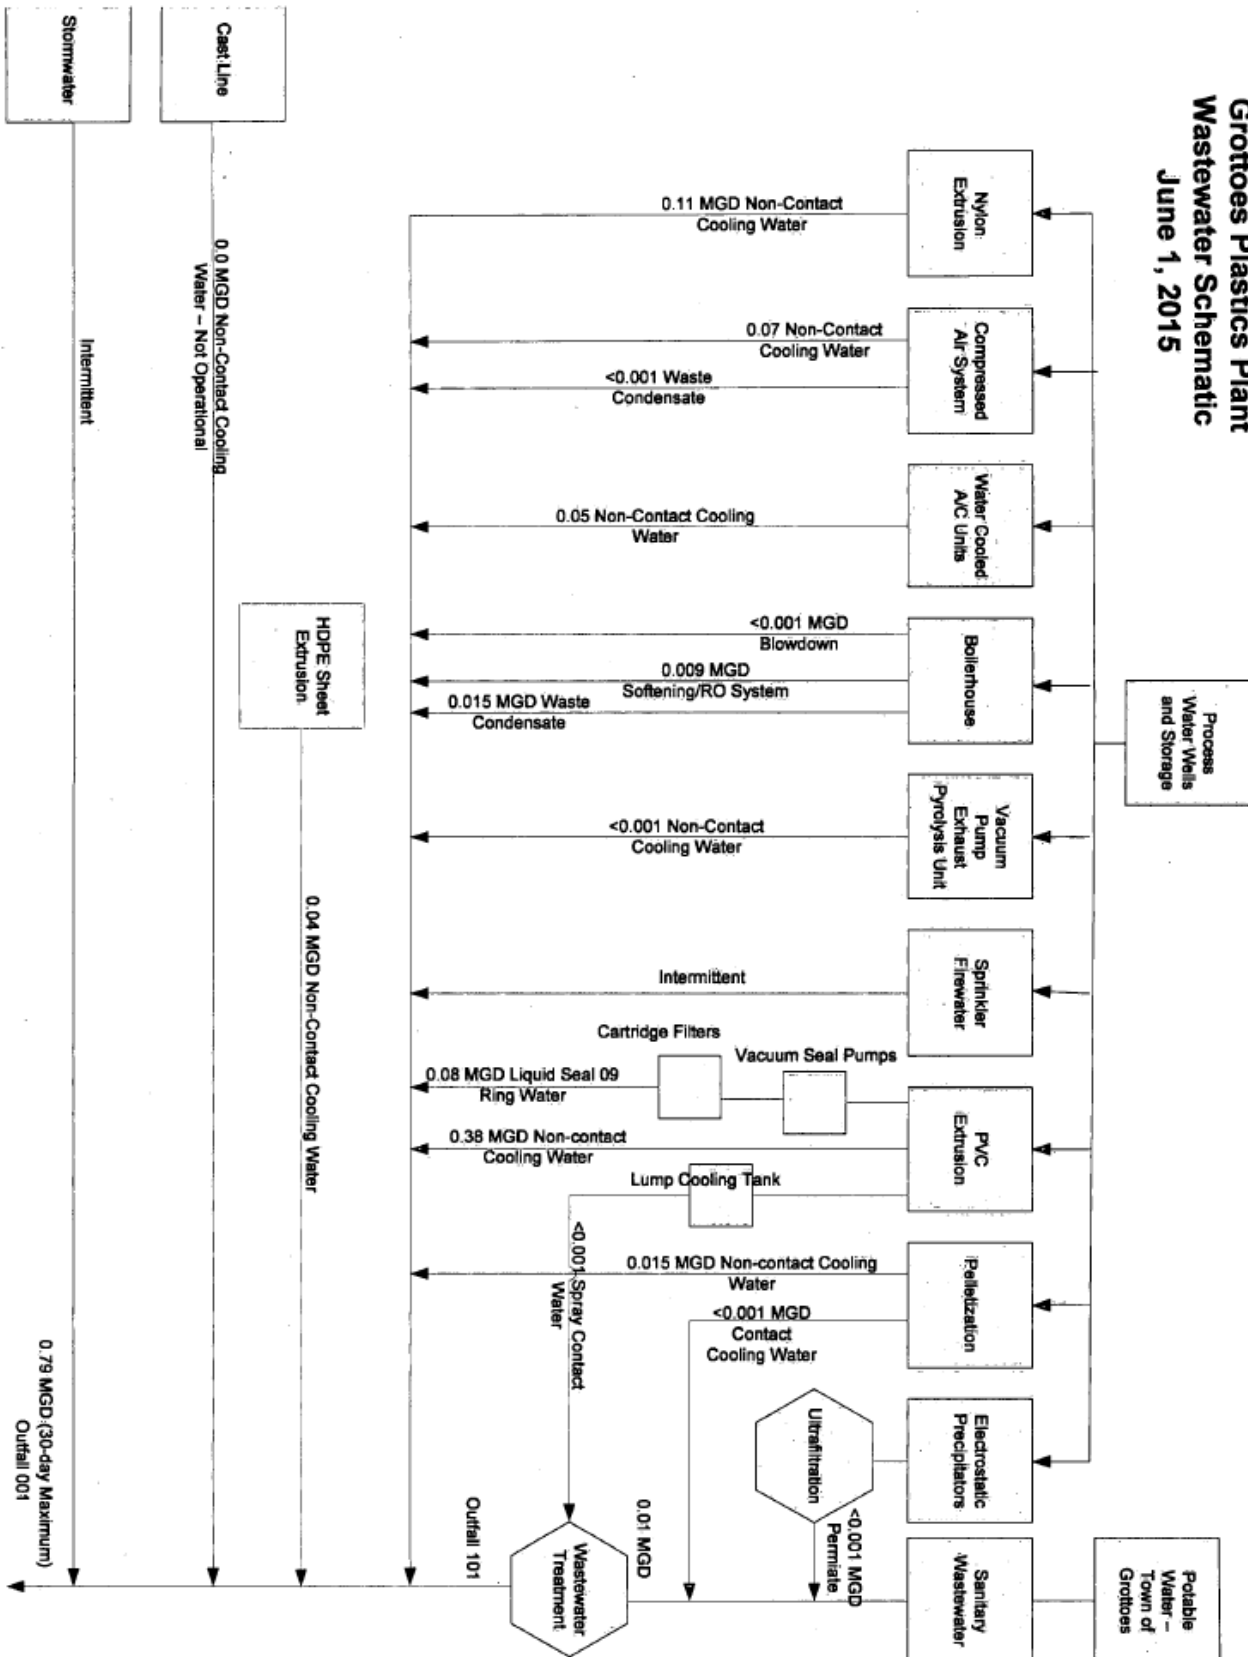 Grottoes Plastics Plant
Wastewater Schematic
June 1, 2015
Process
Water Wells
and Storage
Potable
Water –
Town of
Grottoes
Nylon
Extrusion
Compressed
Air System
Water Cooled
A/C Units
Boilerhouse
Vacuum
Pump
Exhaust
Pyrolysis Unit
Sprinkler
Firewater
PVC
Extrusion
Pelletization
Electrostatic
Precipitators
Sanitary
Wastewater
0.11 MGD Non-Contact
Cooling Water
0.07 Non-Contact
Cooling Water
<0.001 Waste
Condensate
0.05 Non-Contact Cooling
Water
<0.001 MGD
Blowdown
0.009 MGD
Softening/RO System
0.015 MGD Waste
Condensate
<0.001 Non-Contact
Cooling Water
Intermittent
Cartridge Filters
Vacuum Seal Pumps
0.08 MGD Liquid Seal 09
Ring Water
0.38 MGD Non-contact
Cooling Water
Lump Cooling Tank
<0.001 Spray Contact
Water
0.015 MGD Non-contact Cooling
Water
<0.001 MGD
Contact
Cooling Water
Ultrafiltration
<0.001 MGD
Permiate
0.01 MGD
Wastewater
Treatment
Outfall 101
HDPE Sheet
Extrusion
0.04 MGD Non-Contact Cooling Water
Cast Line
0.0 MGD Non-Contact Cooling
Water – Not Operational
Stormwater
Intermittent
0.79 MGD (30-day Maximum)
Outfall 001